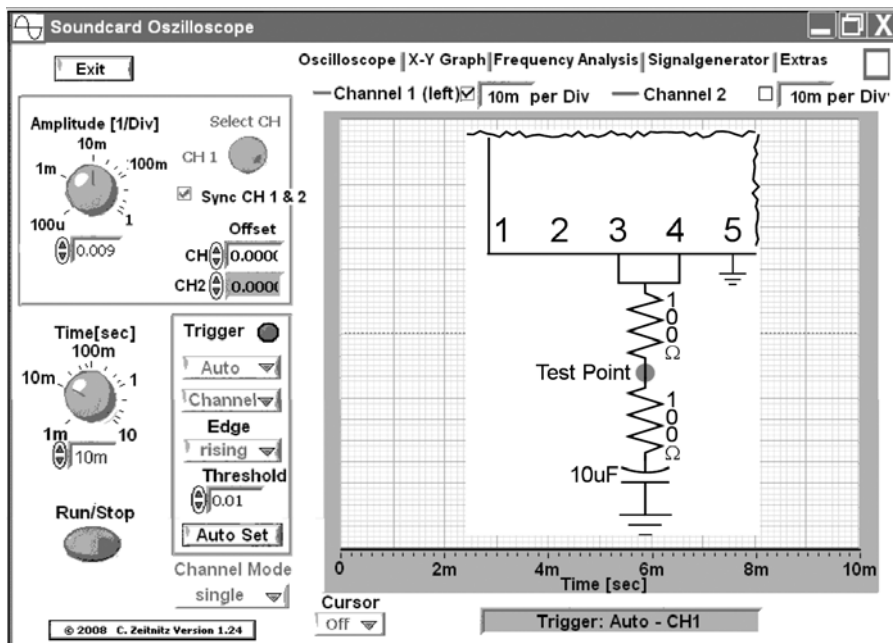 Soundcard Oszilloscope
Exit
Oscilloscope X-Y Graph Frequency Analysis Signalgenerator Extras
Channel 1 (left) 10m per Div Channel 2 10m per Div
Amplitude [1/Div]
10m
1m
100m
100u
1
0.009
Select CH
CH 1
Sync CH 1 & 2
Offset
CH 0.000
CH2 0.000
Time[sec]
100m
10m
1
1m
10
10m
Run/Stop
Trigger
Auto
Channel
Edge
rising
Threshold
0.01
Auto Set
Channel Mode
single
© 2008 C. Zeitnitz Version 1.24
1 2 3 4 5
100Ω
Test Point
100Ω
10uF
0 2m 4m 6m 8m 10m
Time [sec]
Cursor
Off
Trigger: Auto - CH1